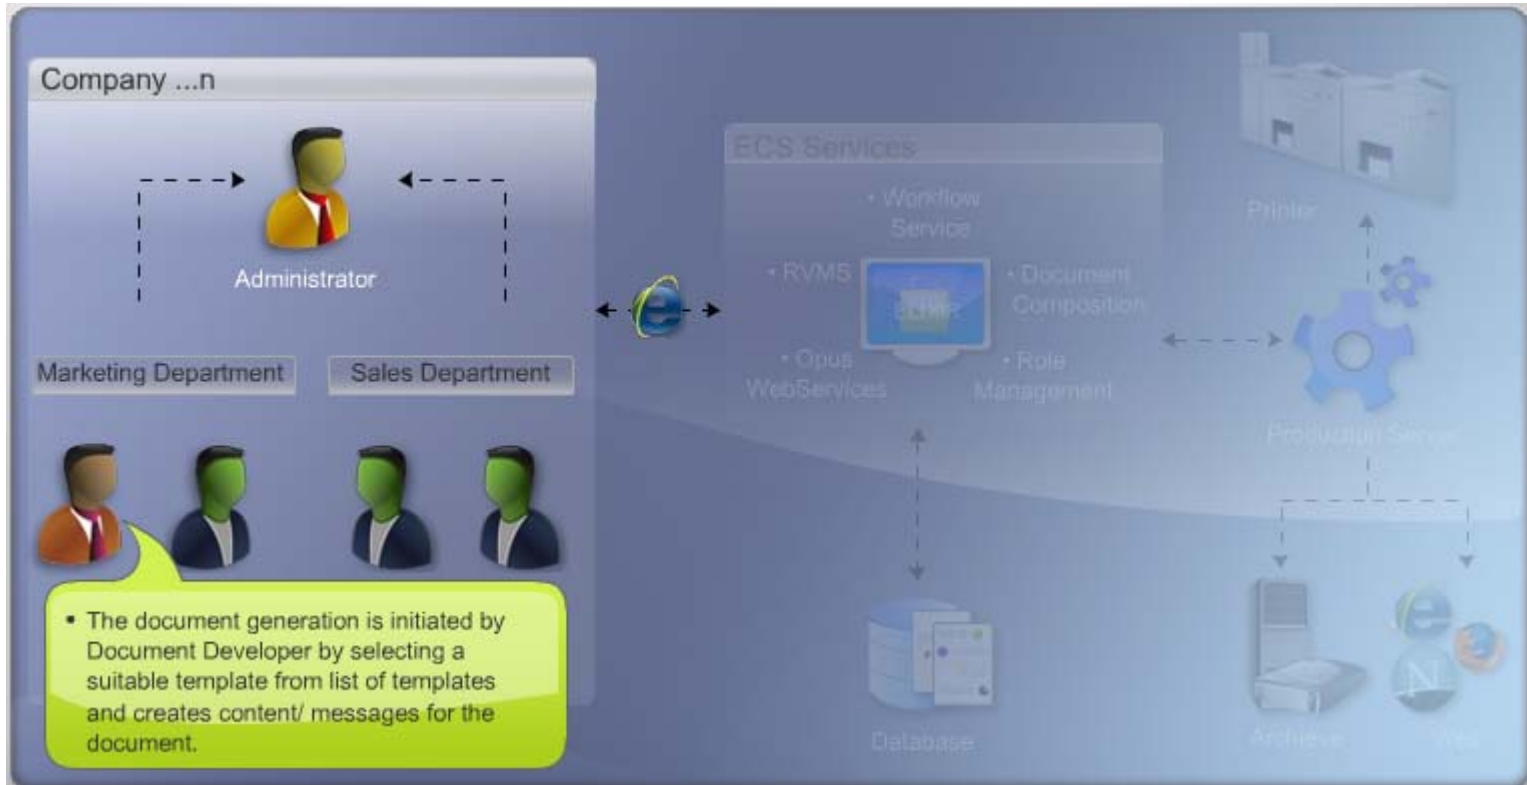 Company ...n
Administrator
Marketing Department
Sales Department
• The document generation is initiated by
Document Developer by selecting a
suitable template from list of templates
and creates content/ messages for the
document.
ECS Services
• Workflow
Service
• RVMS
• Document
Composition
• Opus
WebServices
• Role
Management
Database
Printer
Production Server
Archieve
Web